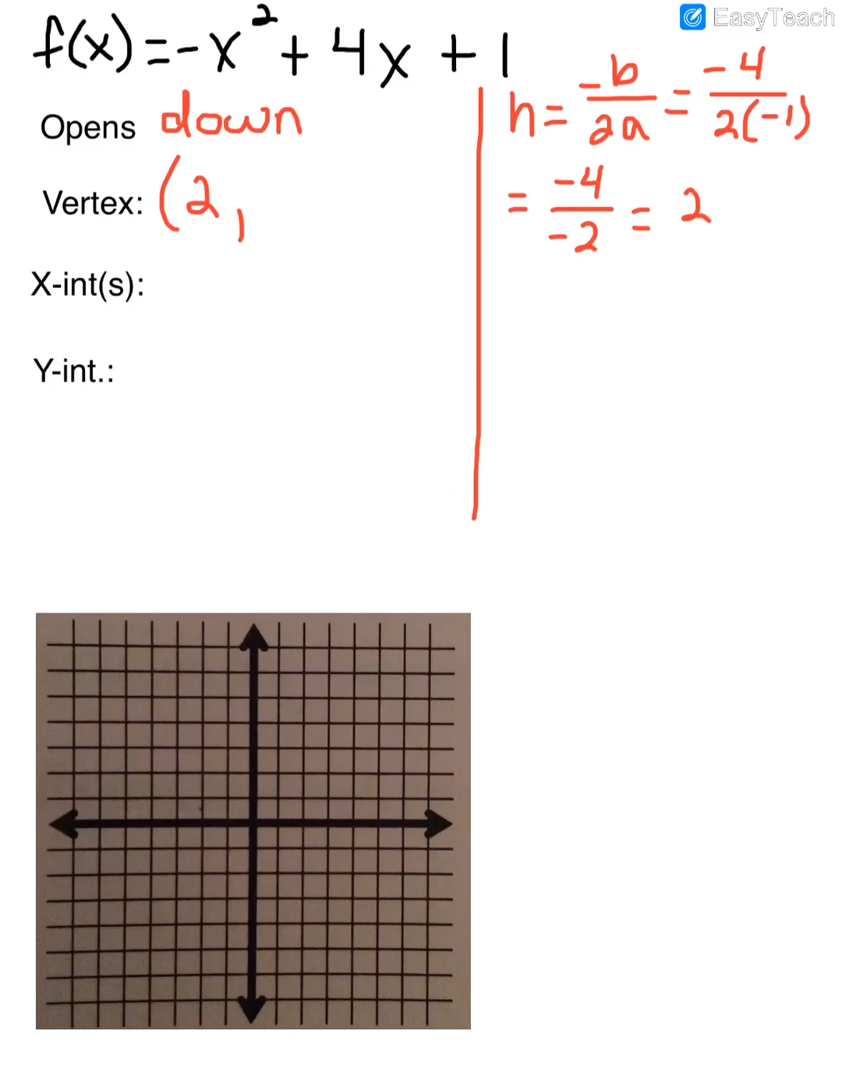 EasyTeach
f(x) = -x² + 4x + 1
Opens down
Vertex: (2,
X-int(s):
Y-int.:
h = -b/2a = -4/2(-1)
= -4/-2 = 2